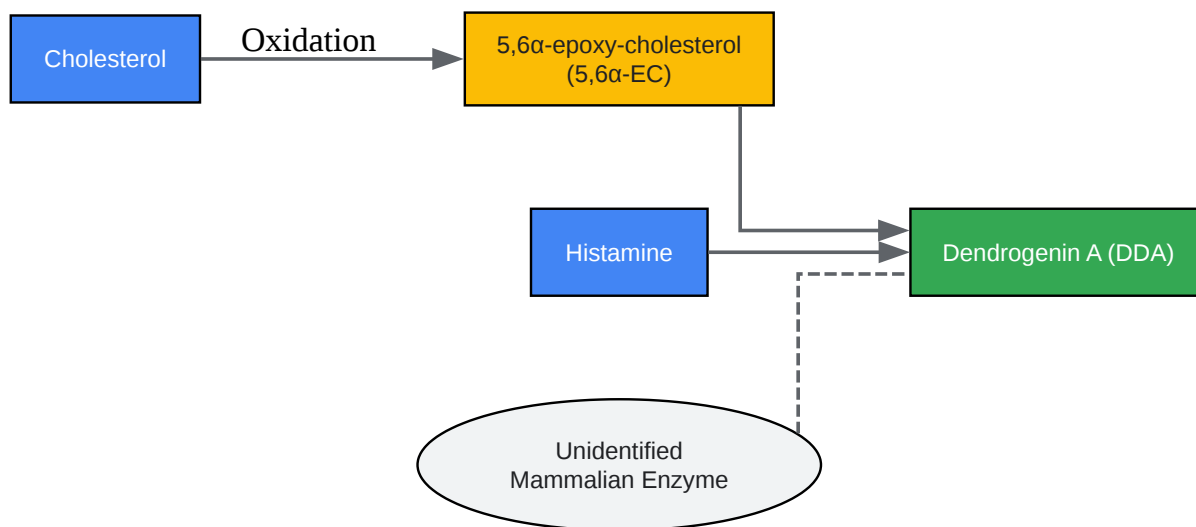 Cholesterol
Oxidation
5,6α-epoxy-cholesterol
(5,6α-EC)
Histamine
Dendrogenin A (DDA)
Unidentified
Mammalian Enzyme